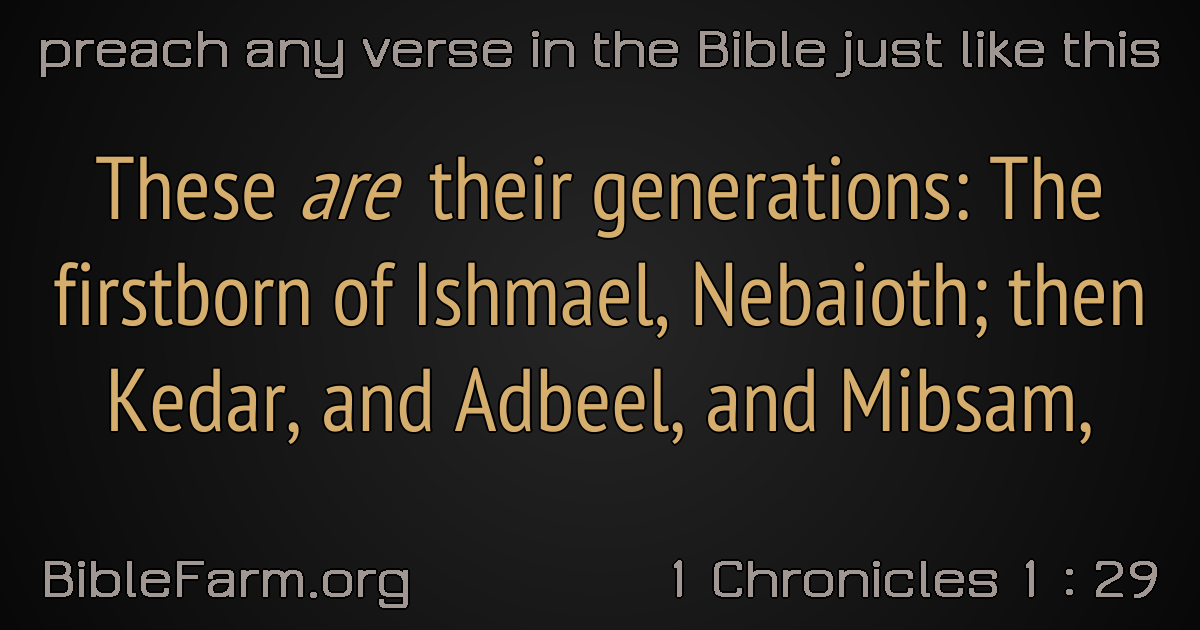 preach any verse in the Bible just like this
These are their generations: The
firstborn of Ishmael, Nebaioth; then
Kedar, and Adbeel, and Mibsam,
BibleFarm.org
1 Chronicles 1 : 29